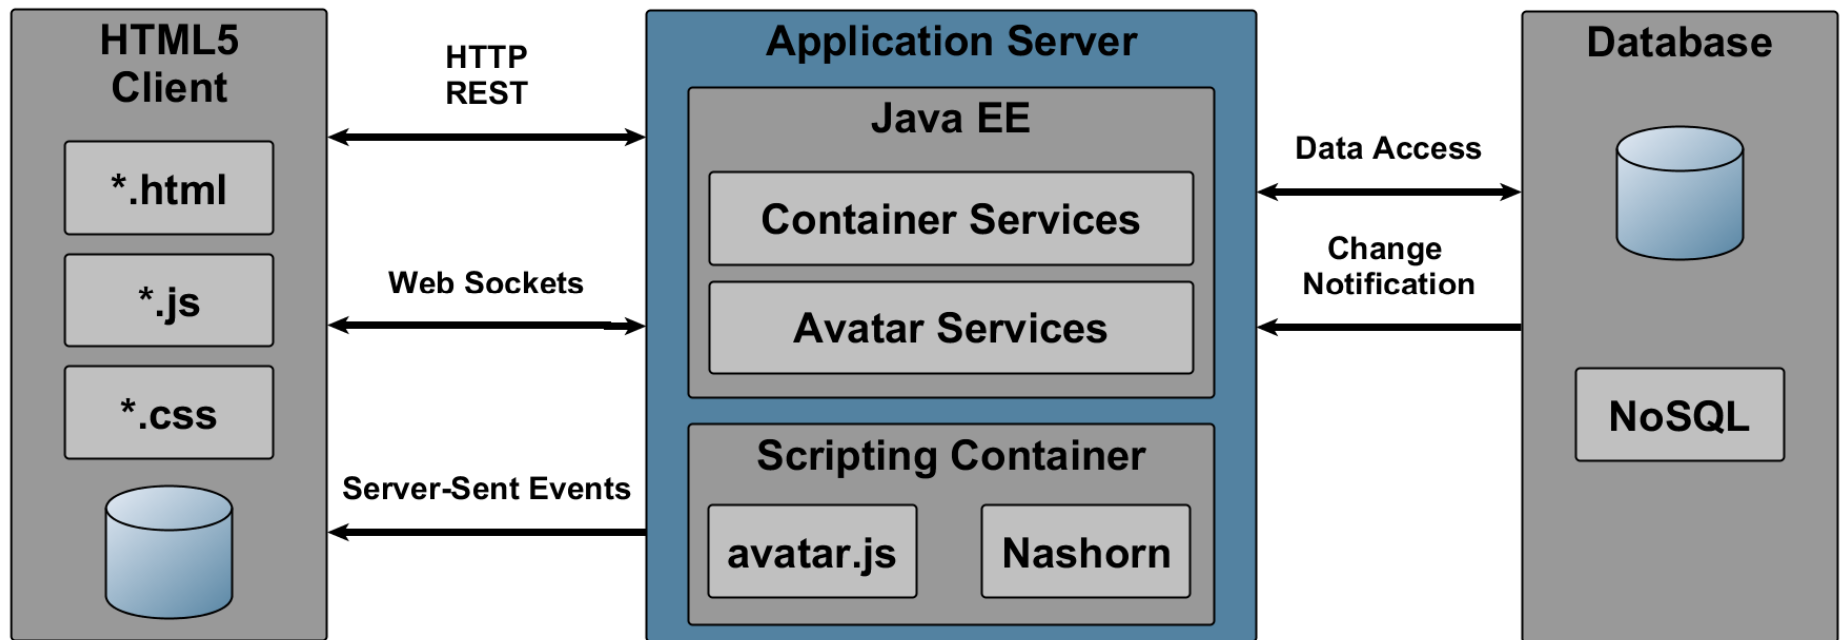 HTML5
Client
*.html
*.js
*.css
HTTP
REST
Web Sockets
Server-Sent Events
Application Server
Java EE
Container Services
Avatar Services
Scripting Container
avatar.js
Nashorn
Data Access
Change
Notification
Database
NoSQL